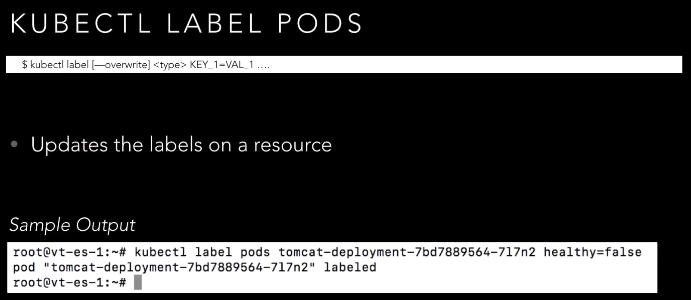 KUBECTL LABEL PODS
$ kubectl label [—overwrite] <type> KEY_1=VAL_1 ....
• Updates the labels on a resource
Sample Output
root@vt-es-1:~# kubectl label pods tomcat-deployment-7bd7889564-7l7n2 healthy=false
pod "tomcat-deployment-7bd7889564-7l7n2" labeled
root@vt-es-1:~#